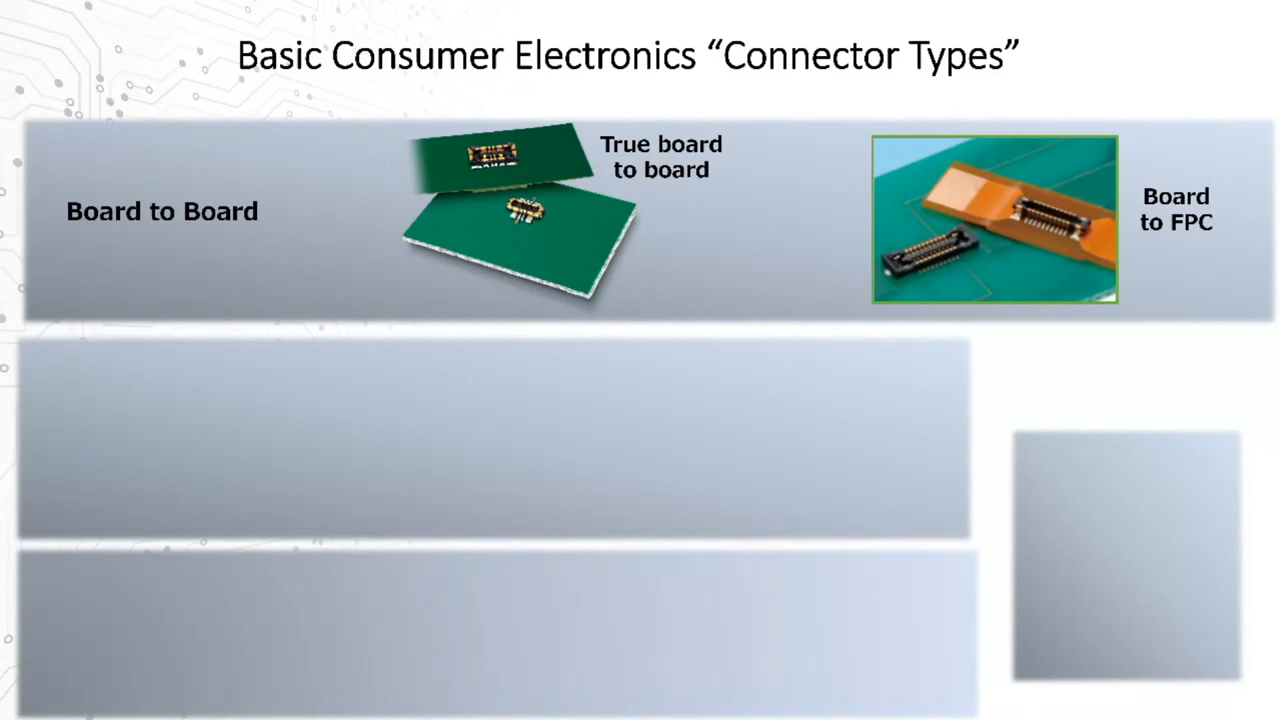 Basic Consumer Electronics “Connector Types”
Board to Board
True board
to board
Board
to FPC